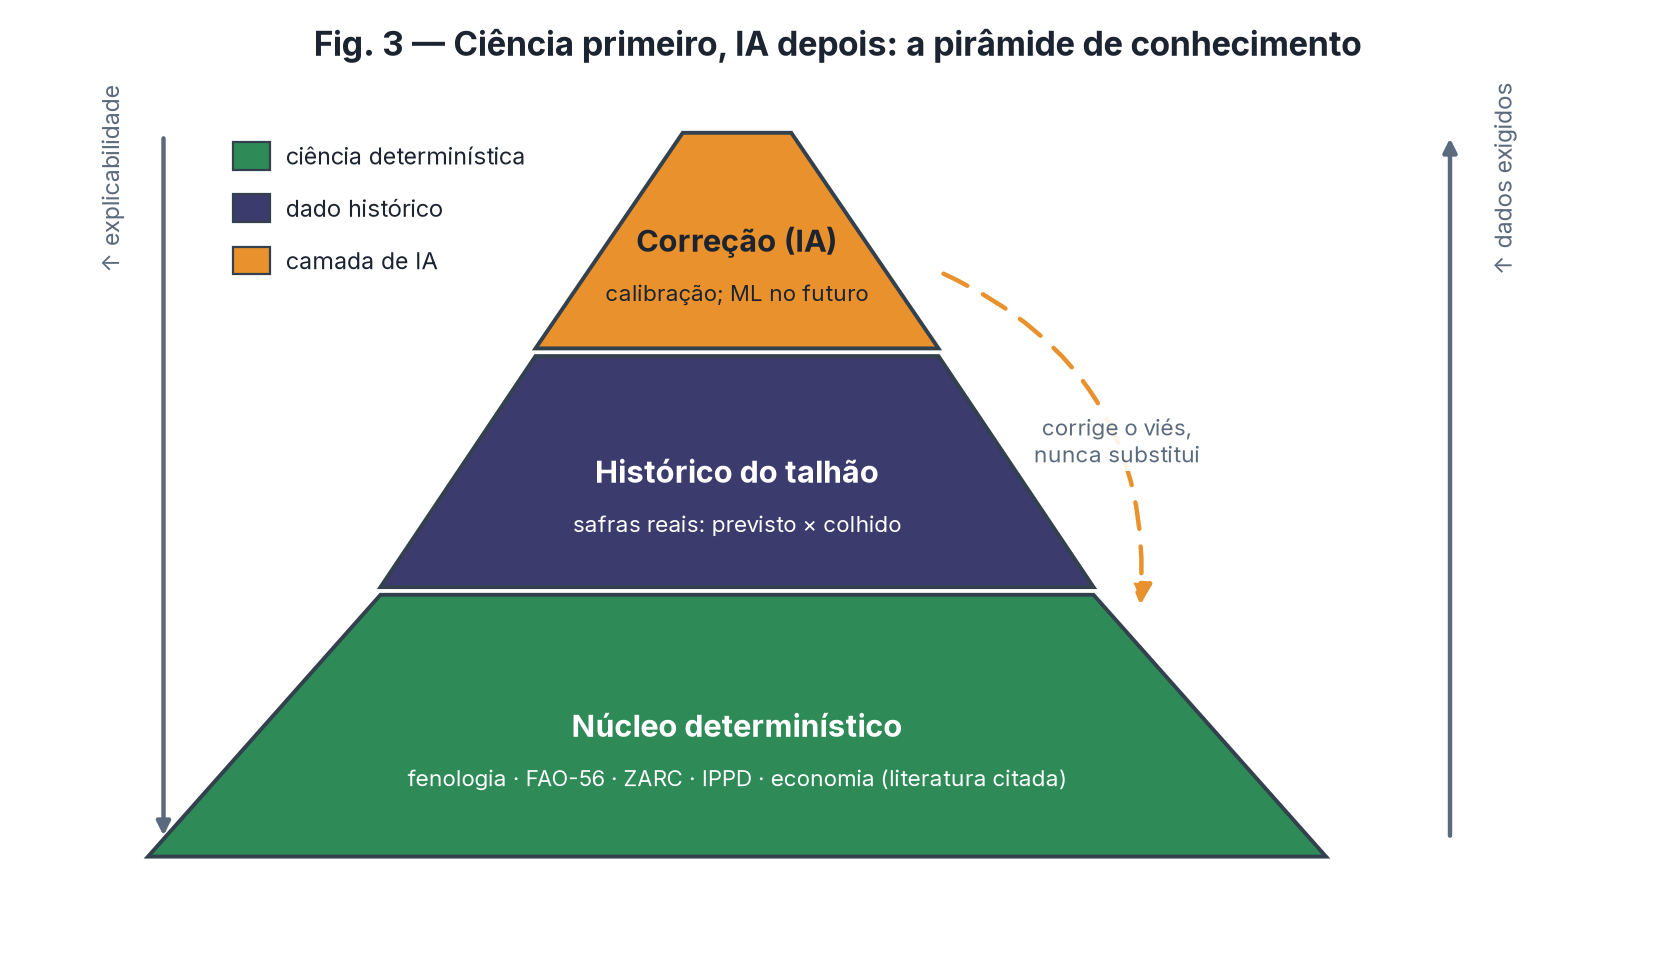 Fig. 3 — Ciência primeiro, IA depois: a pirâmide de conhecimento
↑ explicabilidade
↑ dados exigidos
ciência determinística
dado histórico
camada de IA
Correção (IA)
calibração; ML no futuro
corrige o viés,
nunca substitui
Histórico do talhão
safras reais: previsto × colhido
Núcleo determinístico
fenologia · FAO-56 · ZARC · IPPD · economia (literatura citada)